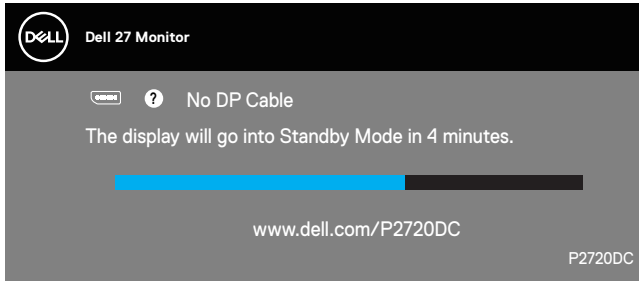 DELL
Dell 27 Monitor
? No DP Cable
The display will go into Standby Mode in 4 minutes.
www.dell.com/P2720DC
P2720DC